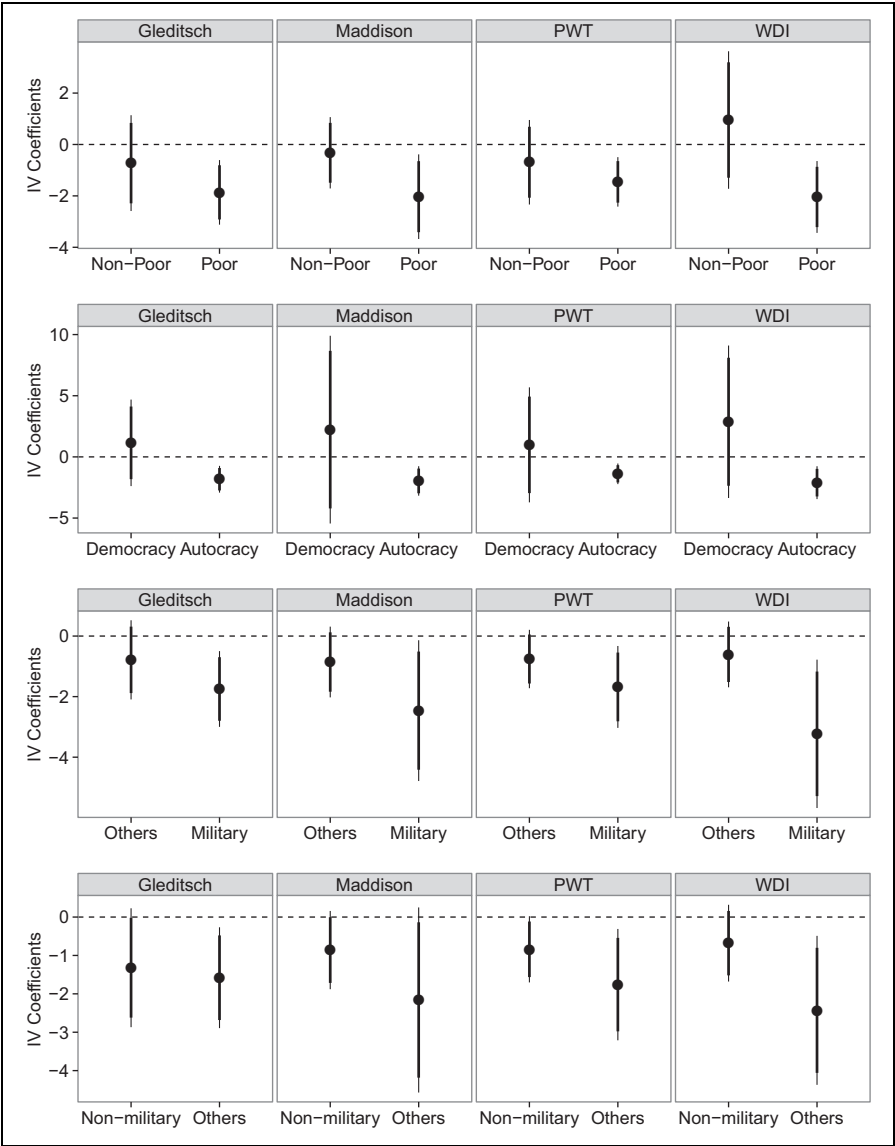 Gleditsch Maddison PWT WDI
IV Coefficients
2
0
−2
−4
Non−Poor Poor Non−Poor Poor Non−Poor Poor Non−Poor Poor
Gleditsch Maddison PWT WDI
IV Coefficients
10
5
0
−5
Democracy Autocracy Democracy Autocracy Democracy Autocracy Democracy Autocracy
Gleditsch Maddison PWT WDI
IV Coefficients
0
−2
−4
Others Military Others Military Others Military Others Military
Gleditsch Maddison PWT WDI
IV Coefficients
0
−1
−2
−3
−4
Non−military Others Non−military Others Non−military Others Non−military Others